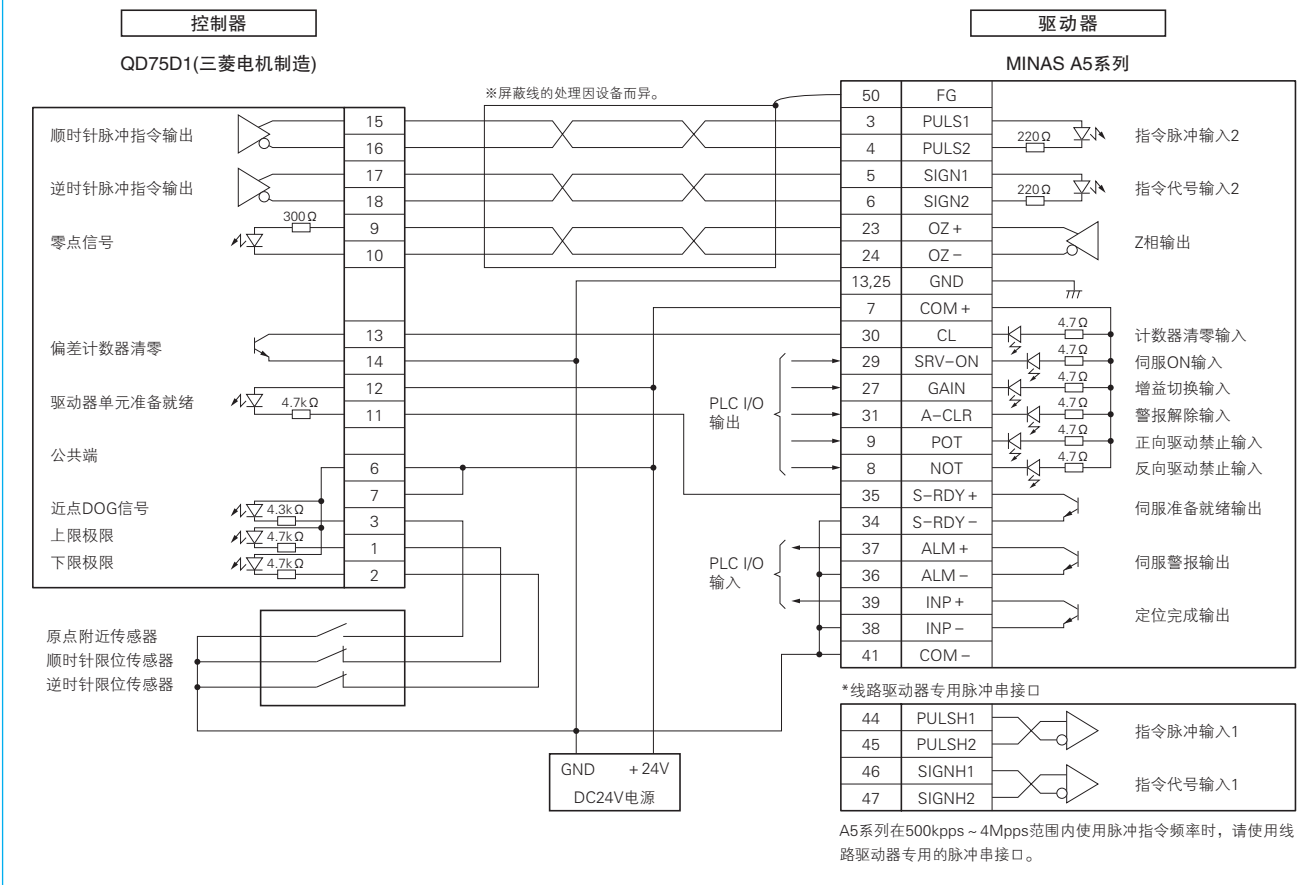 控制器
驱动器
QD75D1(三菱电机制造)
MINAS A5系列
※屏蔽线的处理因设备而异。
顺时针脉冲指令输出
15
16
逆时针脉冲指令输出
17
18
零点信号
300Ω
9
10
偏差计数器清零
13
14
驱动器单元准备就绪
4.7kΩ
12
11
公共端
6
7
近点DOG信号
4.3kΩ
3
上限极限
4.7kΩ
1
下限极限
4.7kΩ
2
原点附近传感器
顺时针限位传感器
逆时针限位传感器
PLC I/O
输出
PLC I/O
输入
GND +24V
DC24V电源
50 FG
3 PULS1
4 PULS2
220Ω
指令脉冲输入2
5 SIGN1
6 SIGN2
220Ω
指令代号输入2
23 OZ+
24 OZ−
Z相输出
13,25 GND
7 COM+
30 CL 4.7Ω 计数器清零输入
29 SRV−ON 4.7Ω 伺服ON输入
27 GAIN 4.7Ω 增益切换输入
31 A−CLR 4.7Ω 警报解除输入
9 POT 4.7Ω 正向驱动禁止输入
8 NOT 4.7Ω 反向驱动禁止输入
35 S−RDY+
34 S−RDY−
伺服准备就绪输出
37 ALM+
36 ALM−
伺服警报输出
39 INP+
38 INP−
定位完成输出
41 COM−
*线路驱动器专用脉冲串接口
44 PULSH1
45 PULSH2
指令脉冲输入1
46 SIGNH1
47 SIGNH2
指令代号输入1
A5系列在500kpps~4Mpps范围内使用脉冲指令频率时，请使用线
路驱动器专用的脉冲串接口。